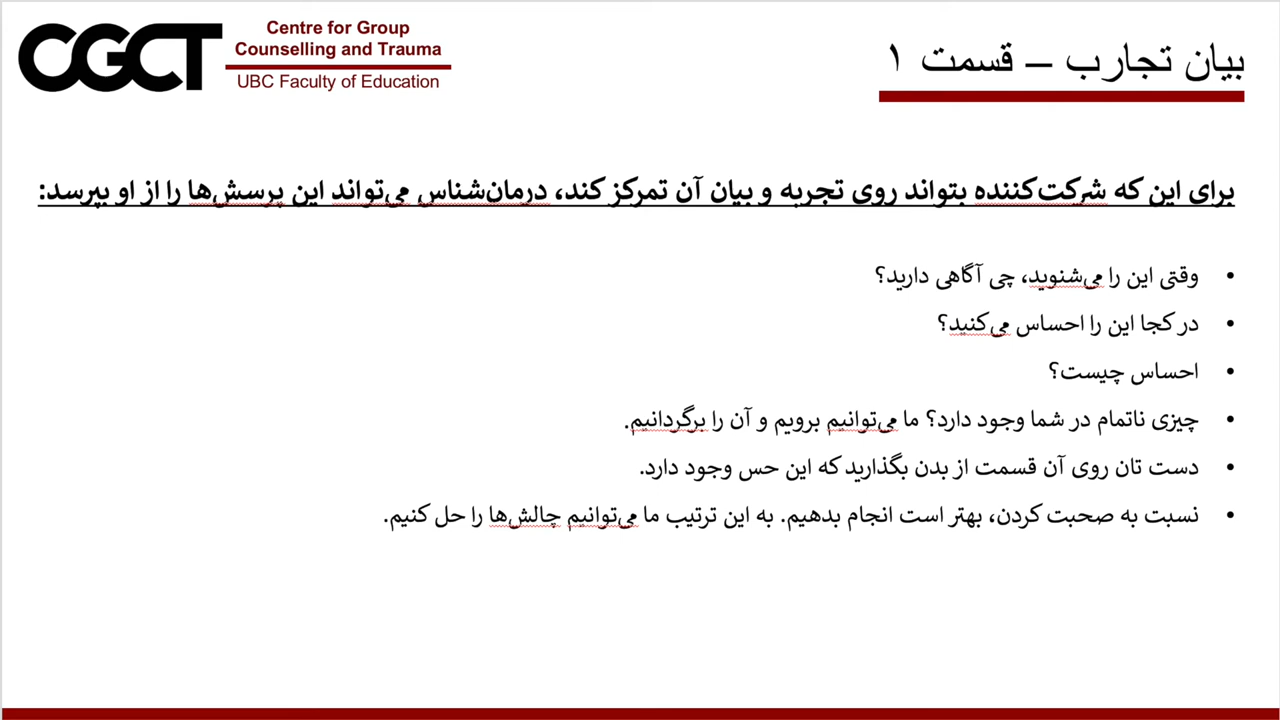 CGCT
Centre for Group
Counselling and Trauma
UBC Faculty of Education
بیان تجارب – قسمت ۱
برای این که شرکت‌کننده بتواند روی تجربه و بیان آن تمرکز کند، درمان‌شناس می‌تواند این پرسش‌ها را از او بپرسد:
• وقتی این را می‌شنوید، چی آگاهی دارید؟
• در کجا این را احساس می‌کنید؟
• احساس چیست؟
• چیزی ناتمام در شما وجود دارد؟ ما می‌توانیم برویم و آن را برگردانیم.
• دست تان روی آن قسمت از بدن بگذارید که این حس وجود دارد.
• نسبت به صحبت کردن، بهتر است انجام بدهیم. به این ترتیب ما می‌توانیم چالش‌ها را حل کنیم.